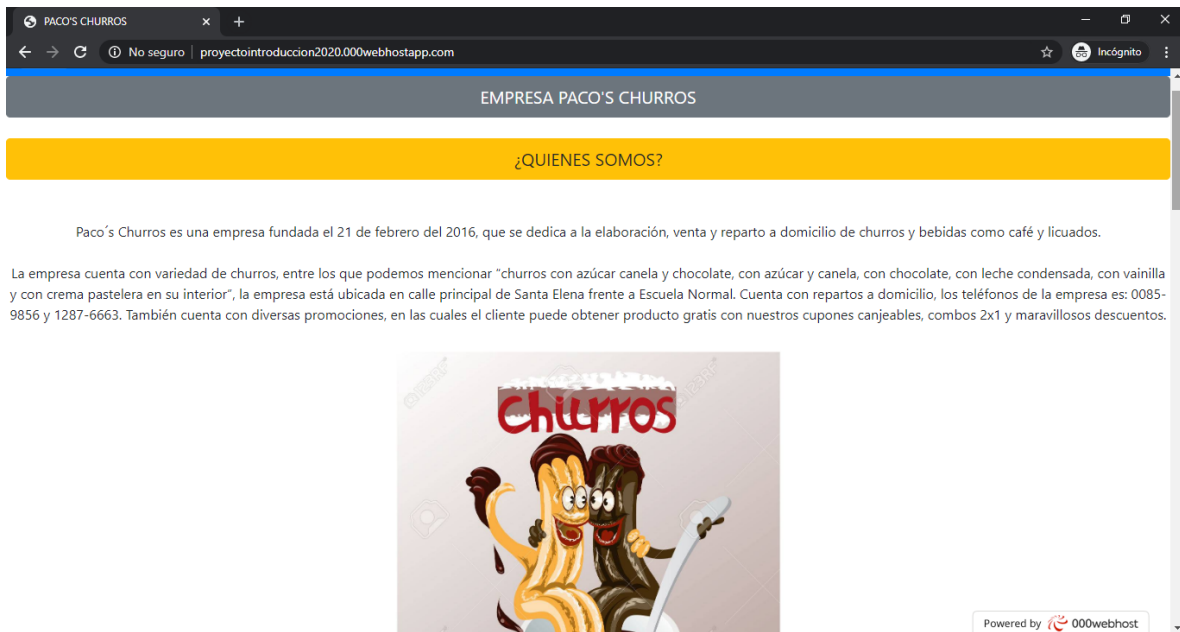 PACO'S CHURROS
No seguro
proyectointroduccion2020.000webhostapp.com
Incógnito
EMPRESA PACO'S CHURROS
¿QUIENES SOMOS?
Paco´s Churros es una empresa fundada el 21 de febrero del 2016, que se dedica a la elaboración, venta y reparto a domicilio de churros y bebidas como café y licuados.
La empresa cuenta con variedad de churros, entre los que podemos mencionar “churros con azúcar canela y chocolate, con azúcar y canela, con chocolate, con leche condensada, con vainilla
y con crema pastelera en su interior”, la empresa está ubicada en calle principal de Santa Elena frente a Escuela Normal. Cuenta con repartos a domicilio, los teléfonos de la empresa es: 0085-
9856 y 1287-6663. También cuenta con diversas promociones, en las cuales el cliente puede obtener producto gratis con nuestros cupones canjeables, combos 2x1 y maravillosos descuentos.
churros
Powered by 000webhost